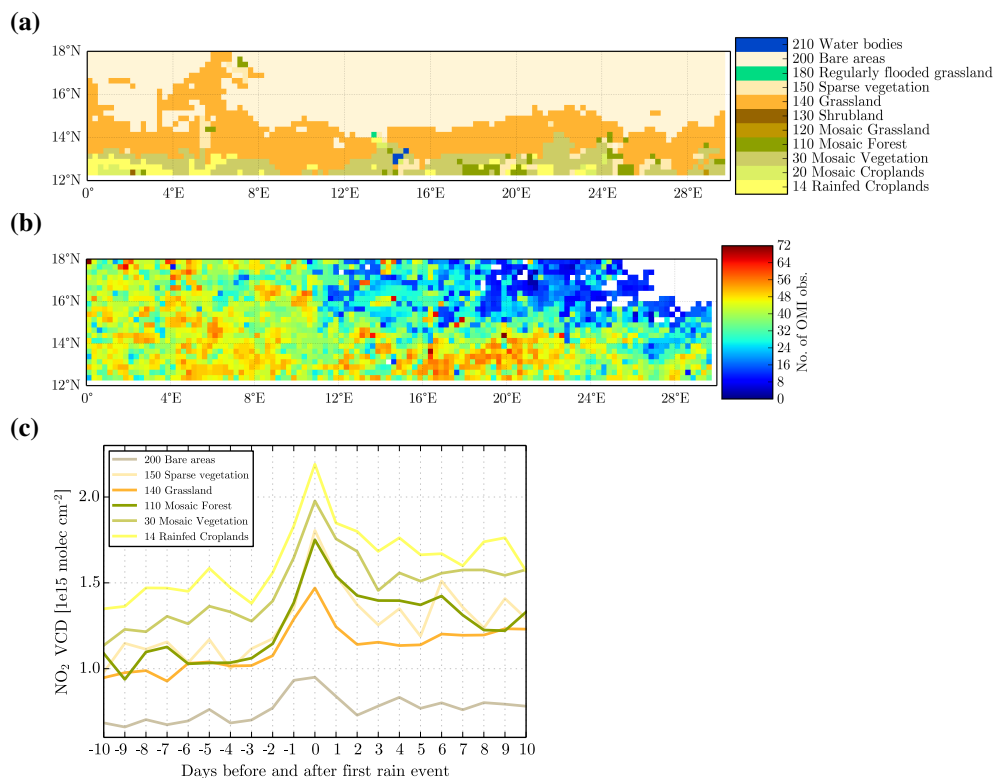 (a)
18°N
16°N
14°N
12°N
0°
4°E
8°E
12°E
16°E
20°E
24°E
28°E
210 Water bodies
200 Bare areas
180 Regularly flooded grassland
150 Sparse vegetation
140 Grassland
130 Shrubland
120 Mosaic Grassland
110 Mosaic Forest
30 Mosaic Vegetation
20 Mosaic Croplands
14 Rainfed Croplands
(b)
18°N
16°N
14°N
12°N
0°
4°E
8°E
12°E
16°E
20°E
24°E
28°E
72
64
56
48
40
32
24
16
8
0
No. of OMI obs.
(c)
200 Bare areas
150 Sparse vegetation
140 Grassland
110 Mosaic Forest
30 Mosaic Vegetation
14 Rainfed Croplands
NO₂ VCD [1e15 molec cm⁻²]
2.0
1.5
1.0
-10 -9 -8 -7 -6 -5 -4 -3 -2 -1 0 1 2 3 4 5 6 7 8 9 10
Days before and after first rain event